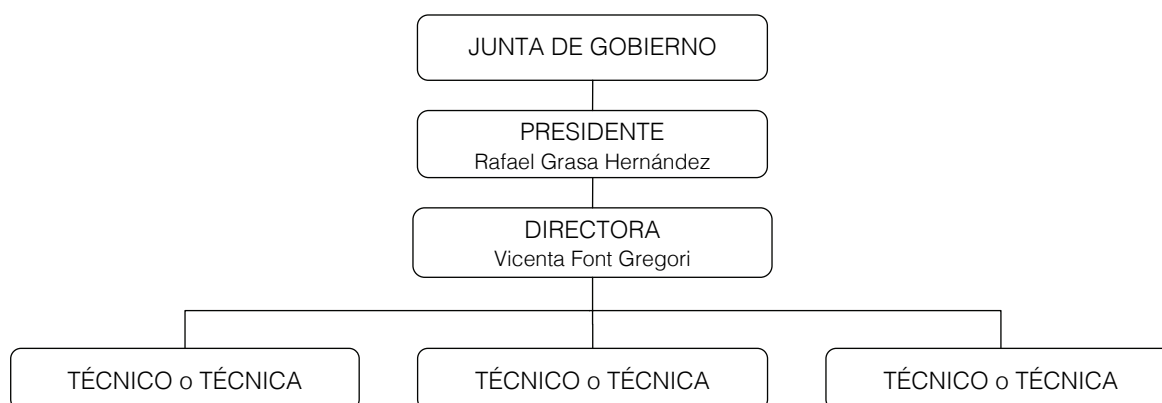 JUNTA DE GOBIERNO
PRESIDENTE
Rafael Grasa Hernández
DIRECTORA
Vicenta Font Gregori
TÉCNICO o TÉCNICA
TÉCNICO o TÉCNICA
TÉCNICO o TÉCNICA